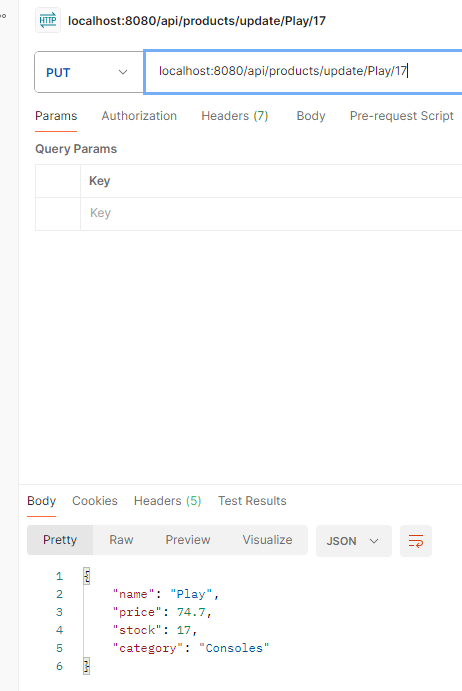 HTTP localhost:8080/api/products/update/Play/17
PUT localhost:8080/api/products/update/Play/17
Params Authorization Headers (7) Body Pre-request Script
Query Params
Key
Key
Body Cookies Headers (5) Test Results
Pretty Raw Preview Visualize JSON
1 {
2 "name": "Play",
3 "price": 74.7,
4 "stock": 17,
5 "category": "Consoles"
6 }